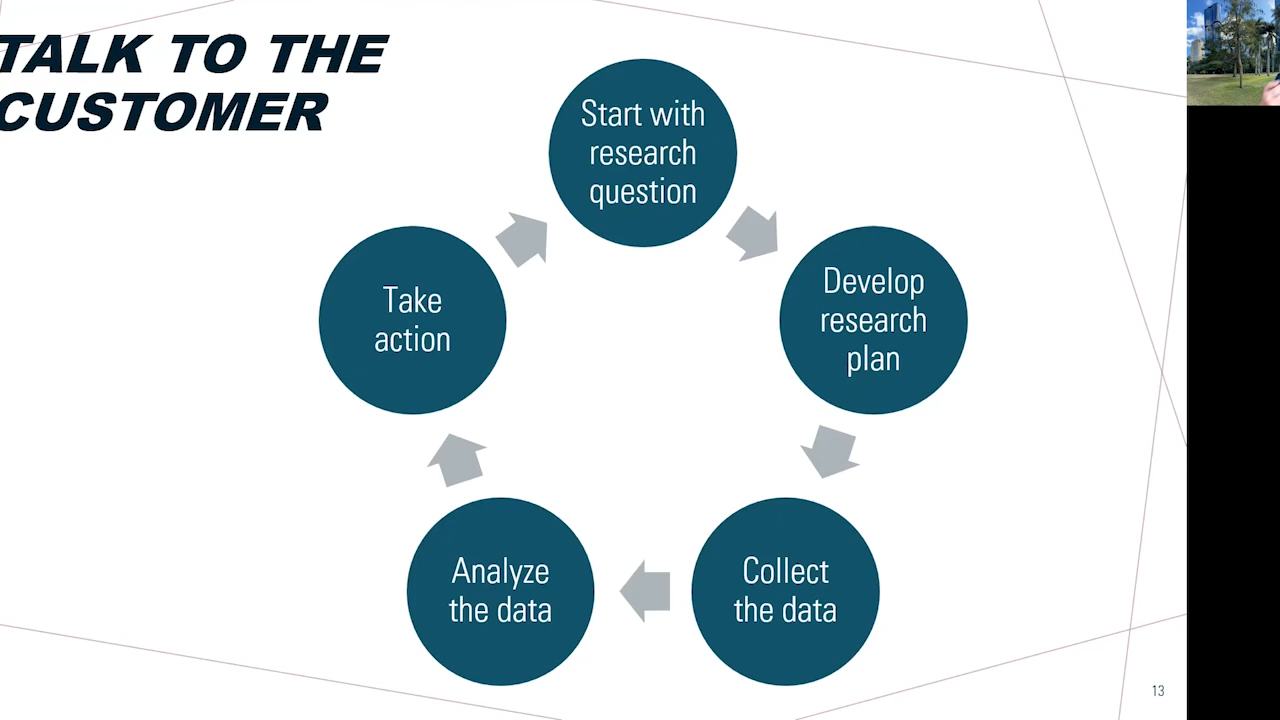 TALK TO THE
CUSTOMER
Start with
research
question
Develop
research
plan
Collect
the data
Analyze
the data
Take
action
13